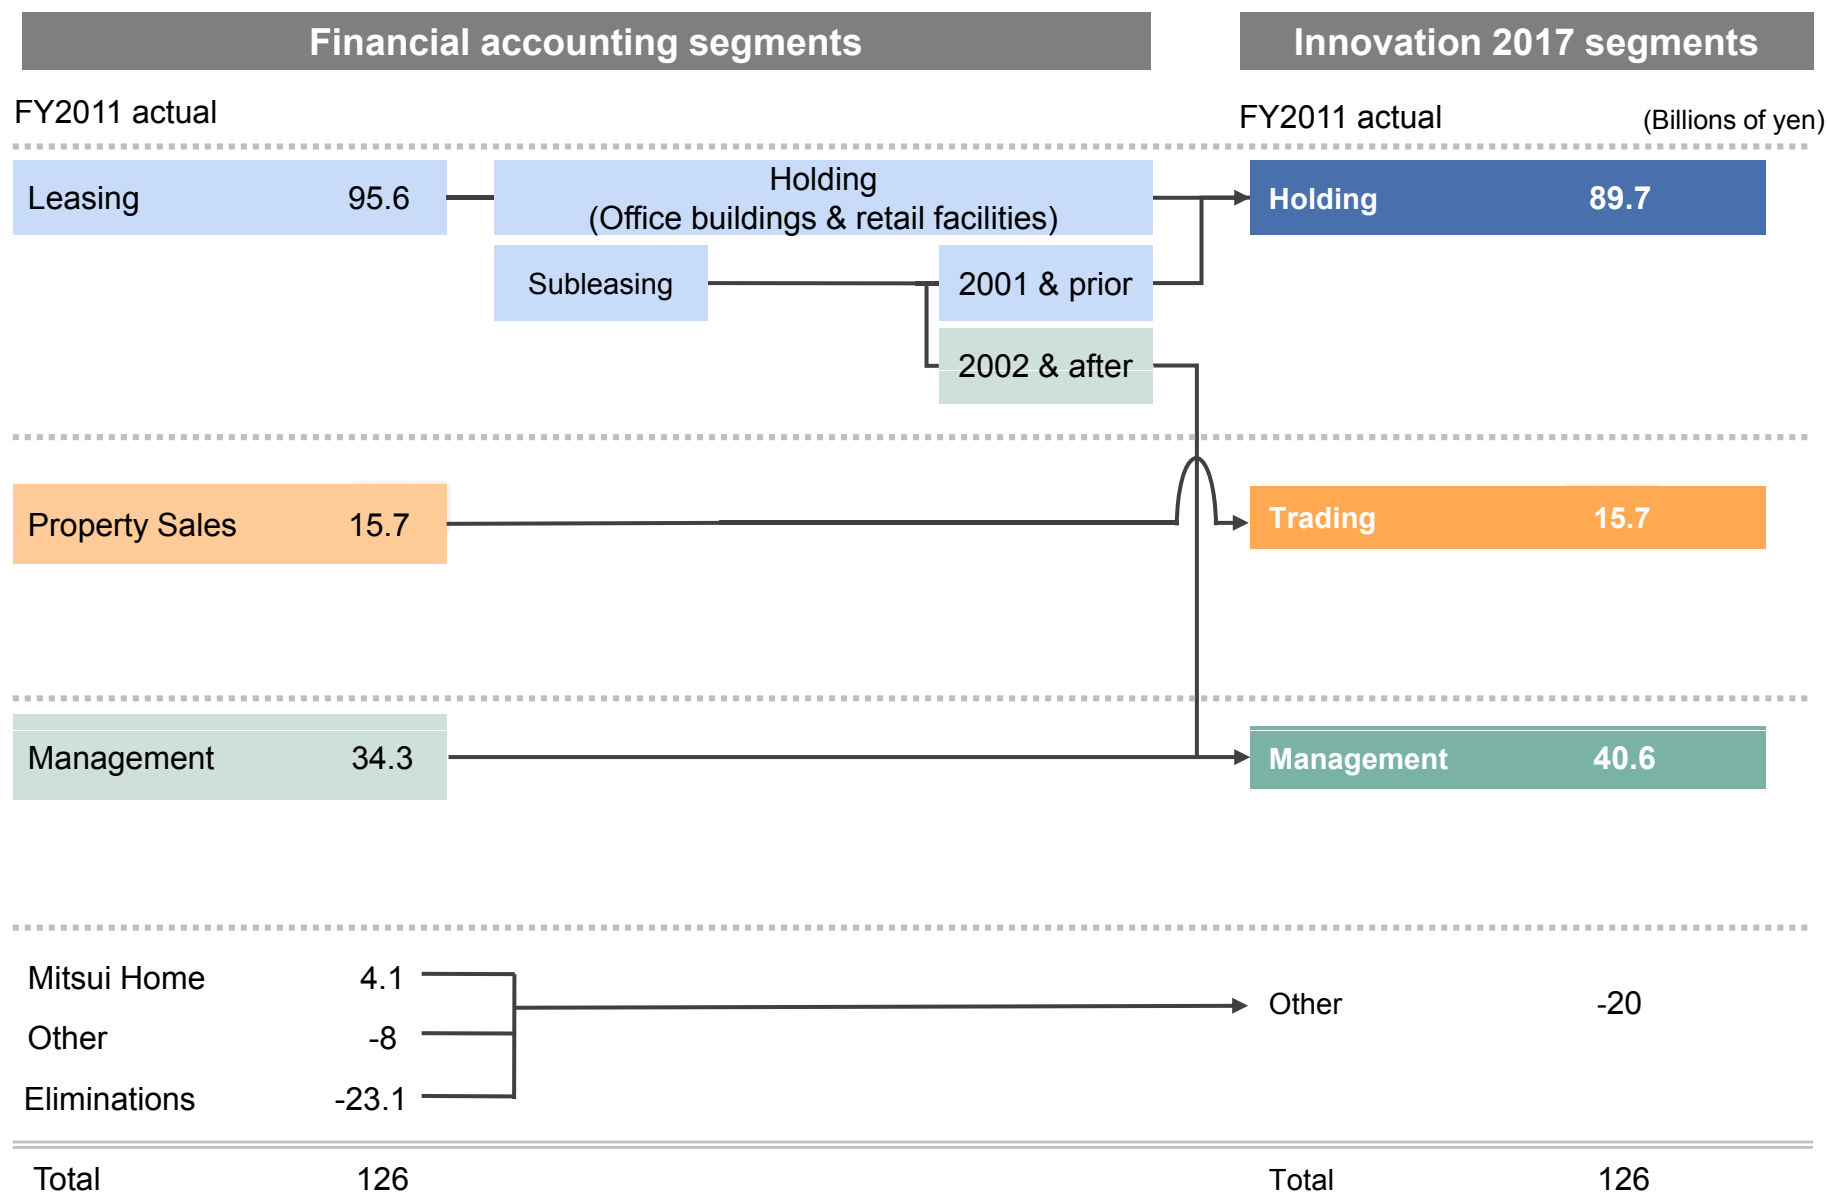 Financial accounting segments
Innovation 2017 segments
FY2011 actual
FY2011 actual
(Billions of yen)
Leasing 95.6
Holding
(Office buildings & retail facilities)
Holding 89.7
Subleasing
2001 & prior
2002 & after
Property Sales 15.7
Trading 15.7
Management 34.3
Management 40.6
Mitsui Home 4.1
Other -8
Eliminations -23.1
Other -20
Total 126
Total 126